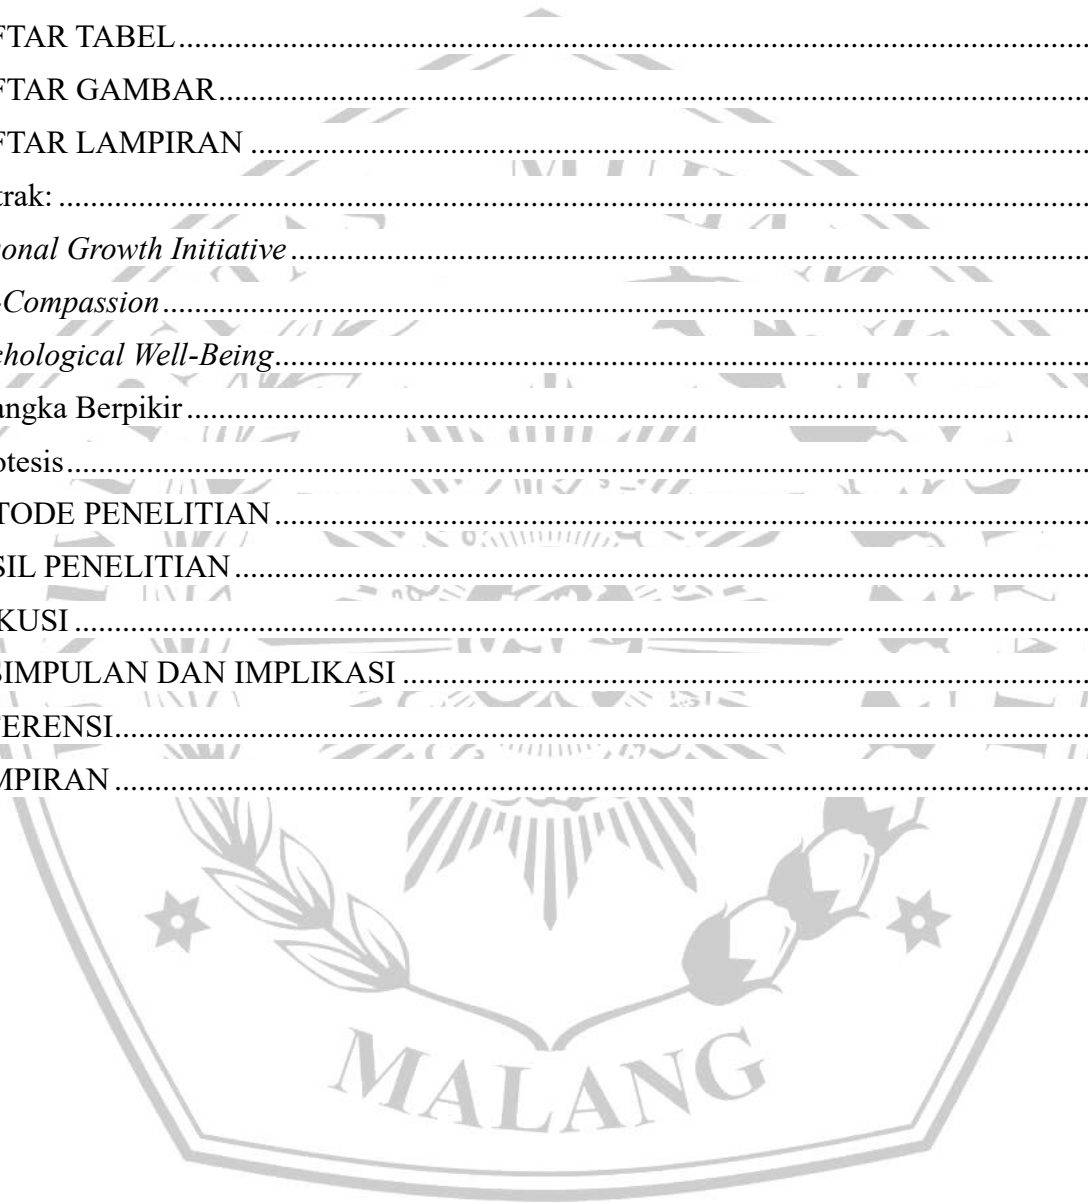 FTAR TABEL
FTAR GAMBAR
FTAR LAMPIRAN
trak:
onal Growth Initiative
-Compassion
chological Well-Being
angka Berpikir
otesis
TODE PENELITIAN
SIL PENELITIAN
KUSI
SIMPULAN DAN IMPLIKASI
ERENSI
MPIRAN
MALANG